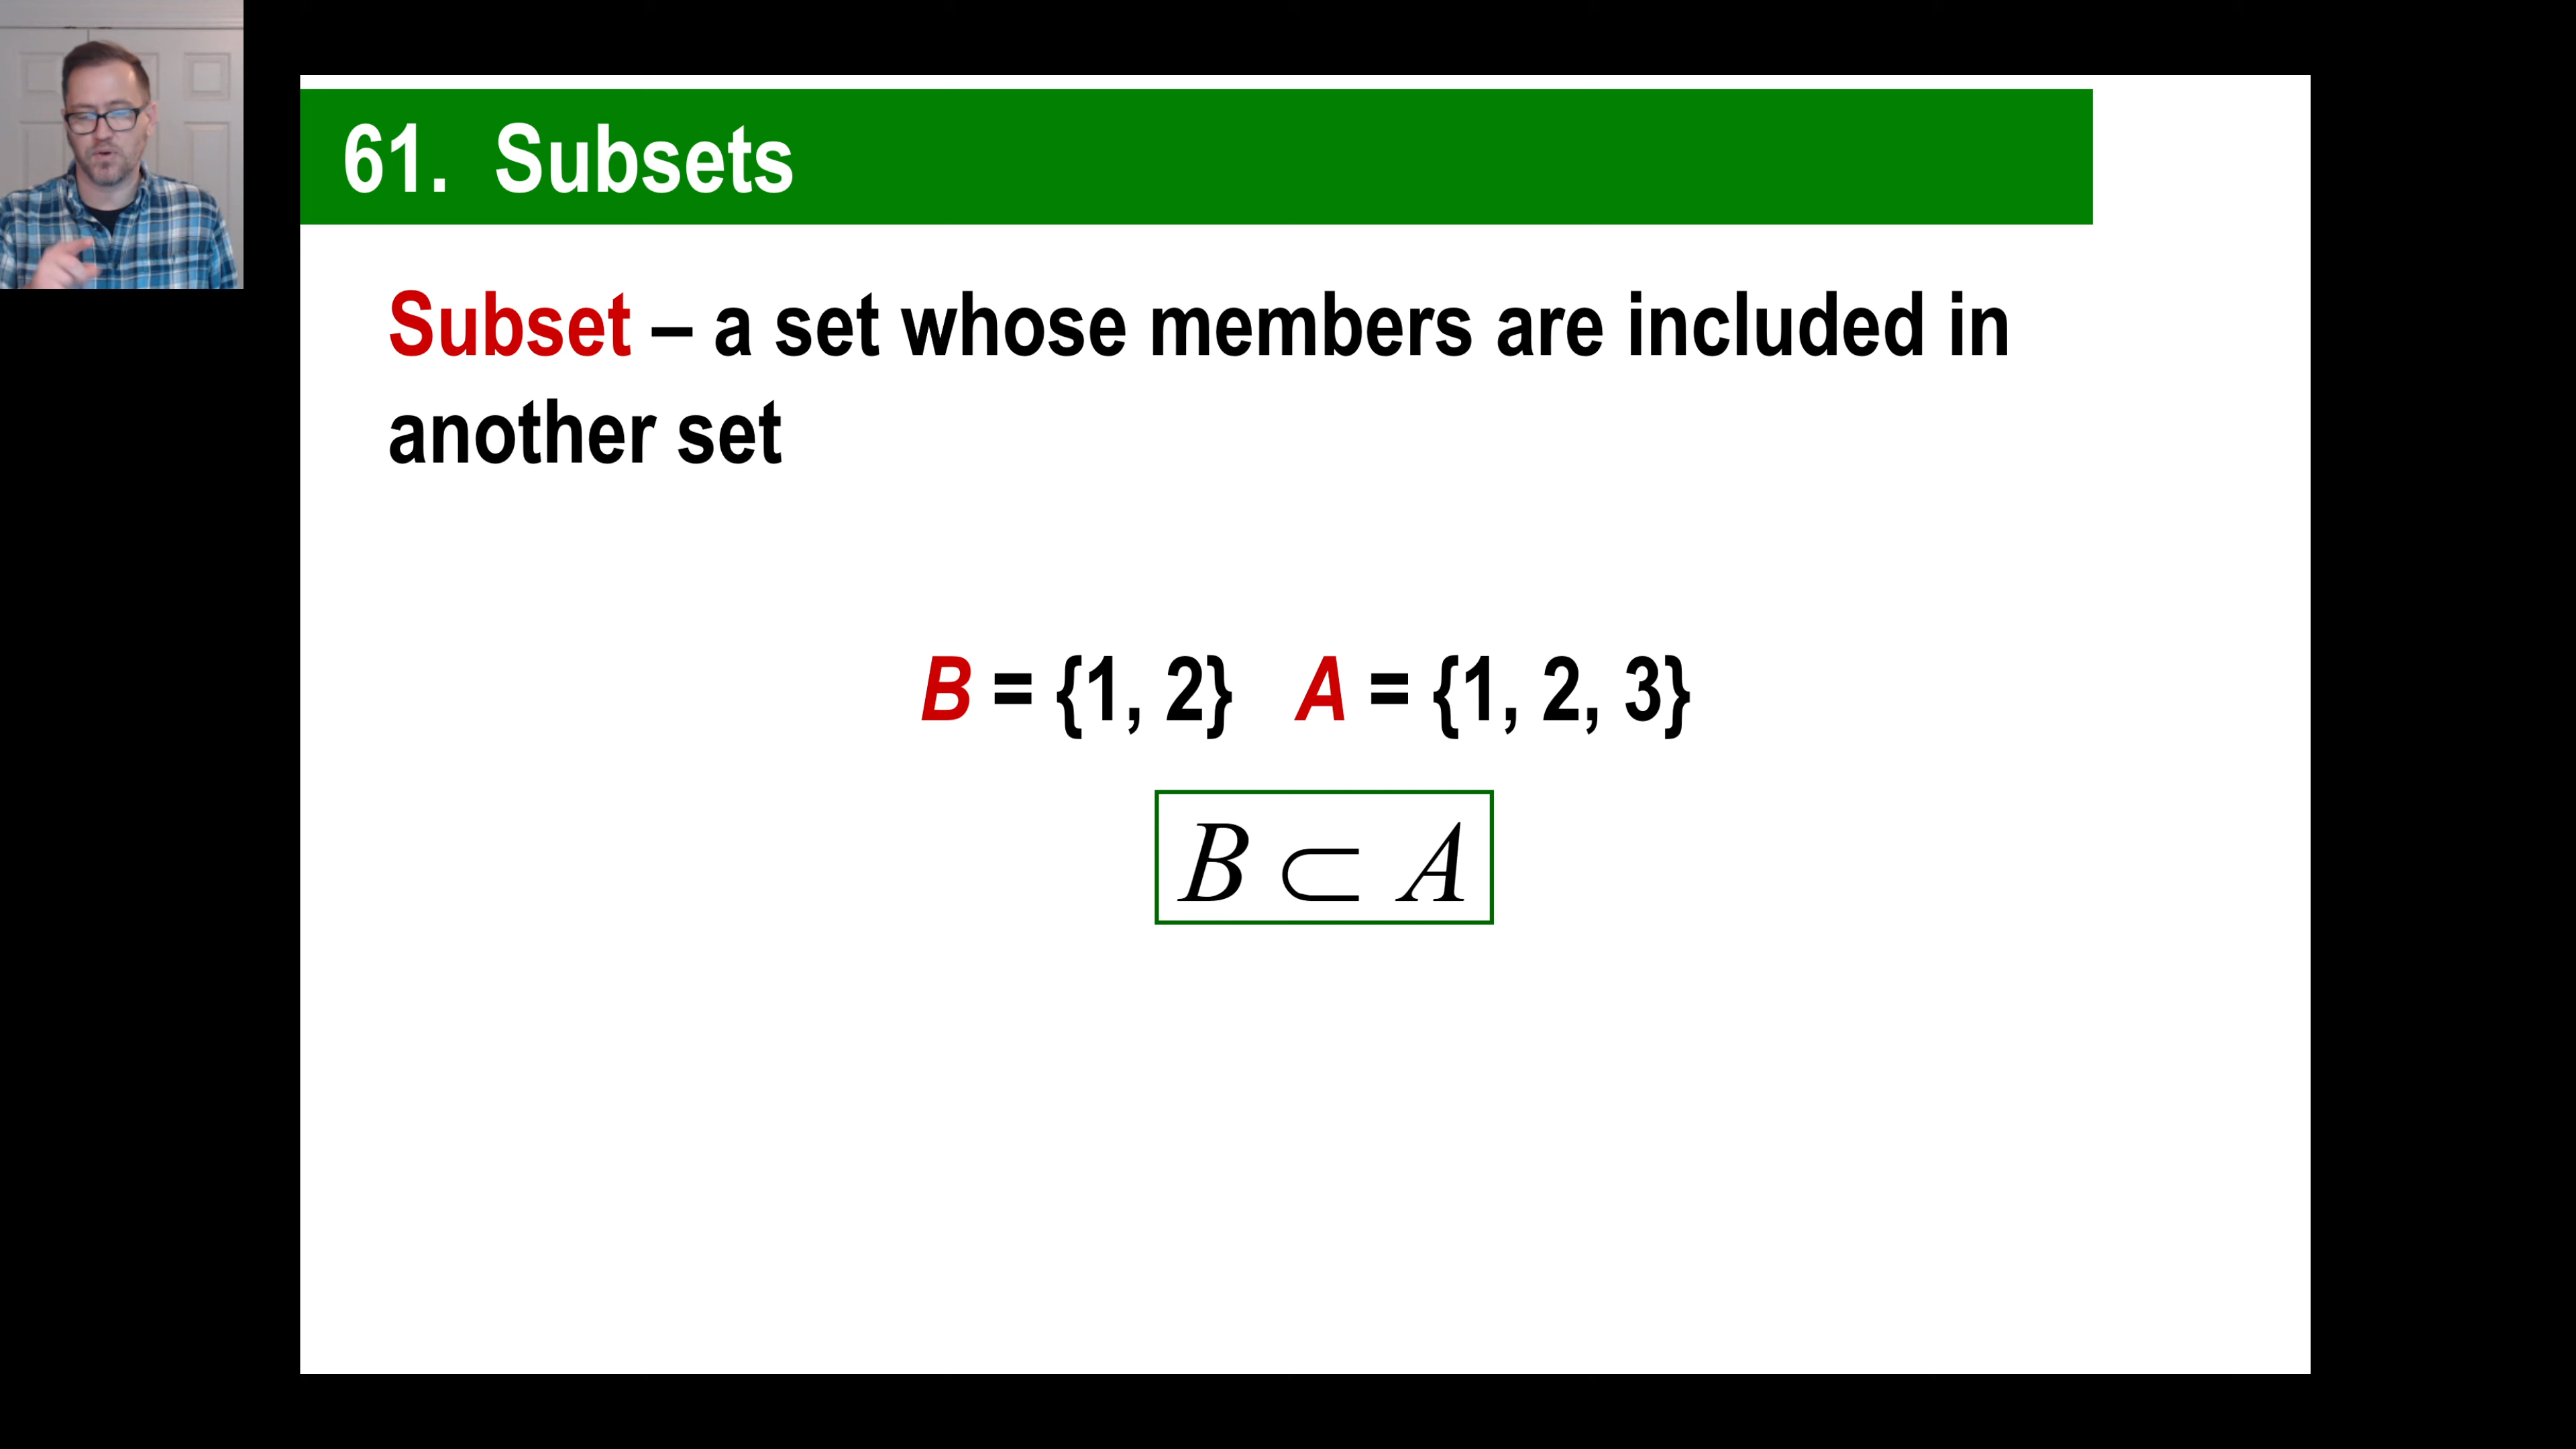 61. Subsets
Subset – a set whose members are included in
another set
B = {1, 2} A = {1, 2, 3}
B ⊂ A